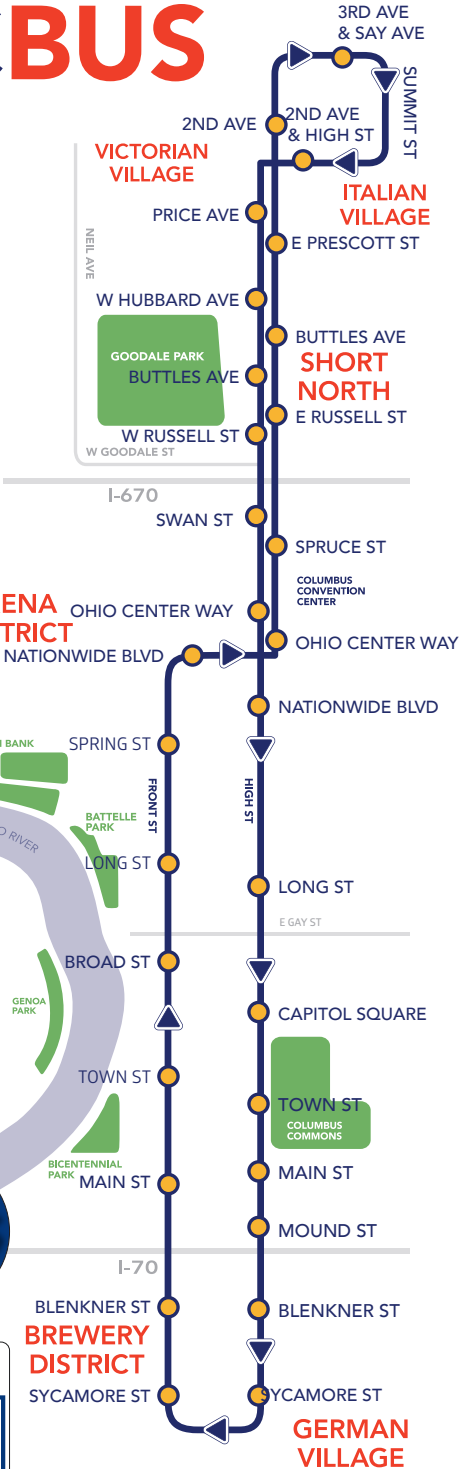 BUS
3RD AVE
& SAY AVE
SUMMIT ST
2ND AVE
2ND AVE
& HIGH ST
VICTORIAN
VILLAGE
ITALIAN
VILLAGE
PRICE AVE
E PRESCOTT ST
NEIL AVE
W HUBBARD AVE
BUTTLES AVE
GOODALE PARK
SHORT
NORTH
BUTTLES AVE
E RUSSELL ST
W RUSSELL ST
W GOODALE ST
I-670
SWAN ST
SPRUCE ST
COLUMBUS
CONVENTION
CENTER
ENA
TRICT
OHIO CENTER WAY
OHIO CENTER WAY
NATIONWIDE BLVD
NATIONWIDE BLVD
SPRING ST
BANK
FRONT ST
HIGH ST
BATTELLE
PARK
RIVER
LONG ST
LONG ST
E GAY ST
BROAD ST
GENOA
PARK
CAPITOL SQUARE
TOWN ST
TOWN ST
COLUMBUS
COMMONS
BICENTENNIAL
PARK
MAIN ST
MAIN ST
MOUND ST
I-70
BLENKNER ST
BLENKNER ST
BREWERY
DISTRICT
SYCAMORE ST
SYCAMORE ST
GERMAN
VILLAGE